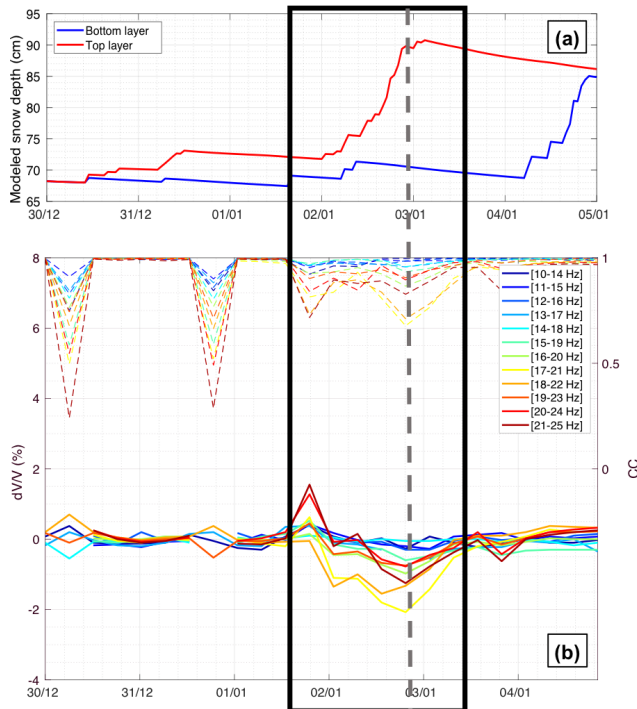 95
90
85
80
75
70
65
Modeled snow depth (cm)
Bottom layer
Top layer
(a)
30/12
31/12
01/01
02/01
03/01
04/01
05/01
8
6
4
2
0
-2
-4
dV/V (%)
1
0.5
0
CC
[10-14 Hz]
[11-15 Hz]
[12-16 Hz]
[13-17 Hz]
[14-18 Hz]
[15-19 Hz]
[16-20 Hz]
[17-21 Hz]
[18-22 Hz]
[19-23 Hz]
[20-24 Hz]
[21-25 Hz]
(b)
30/12
31/12
01/01
02/01
03/01
04/01